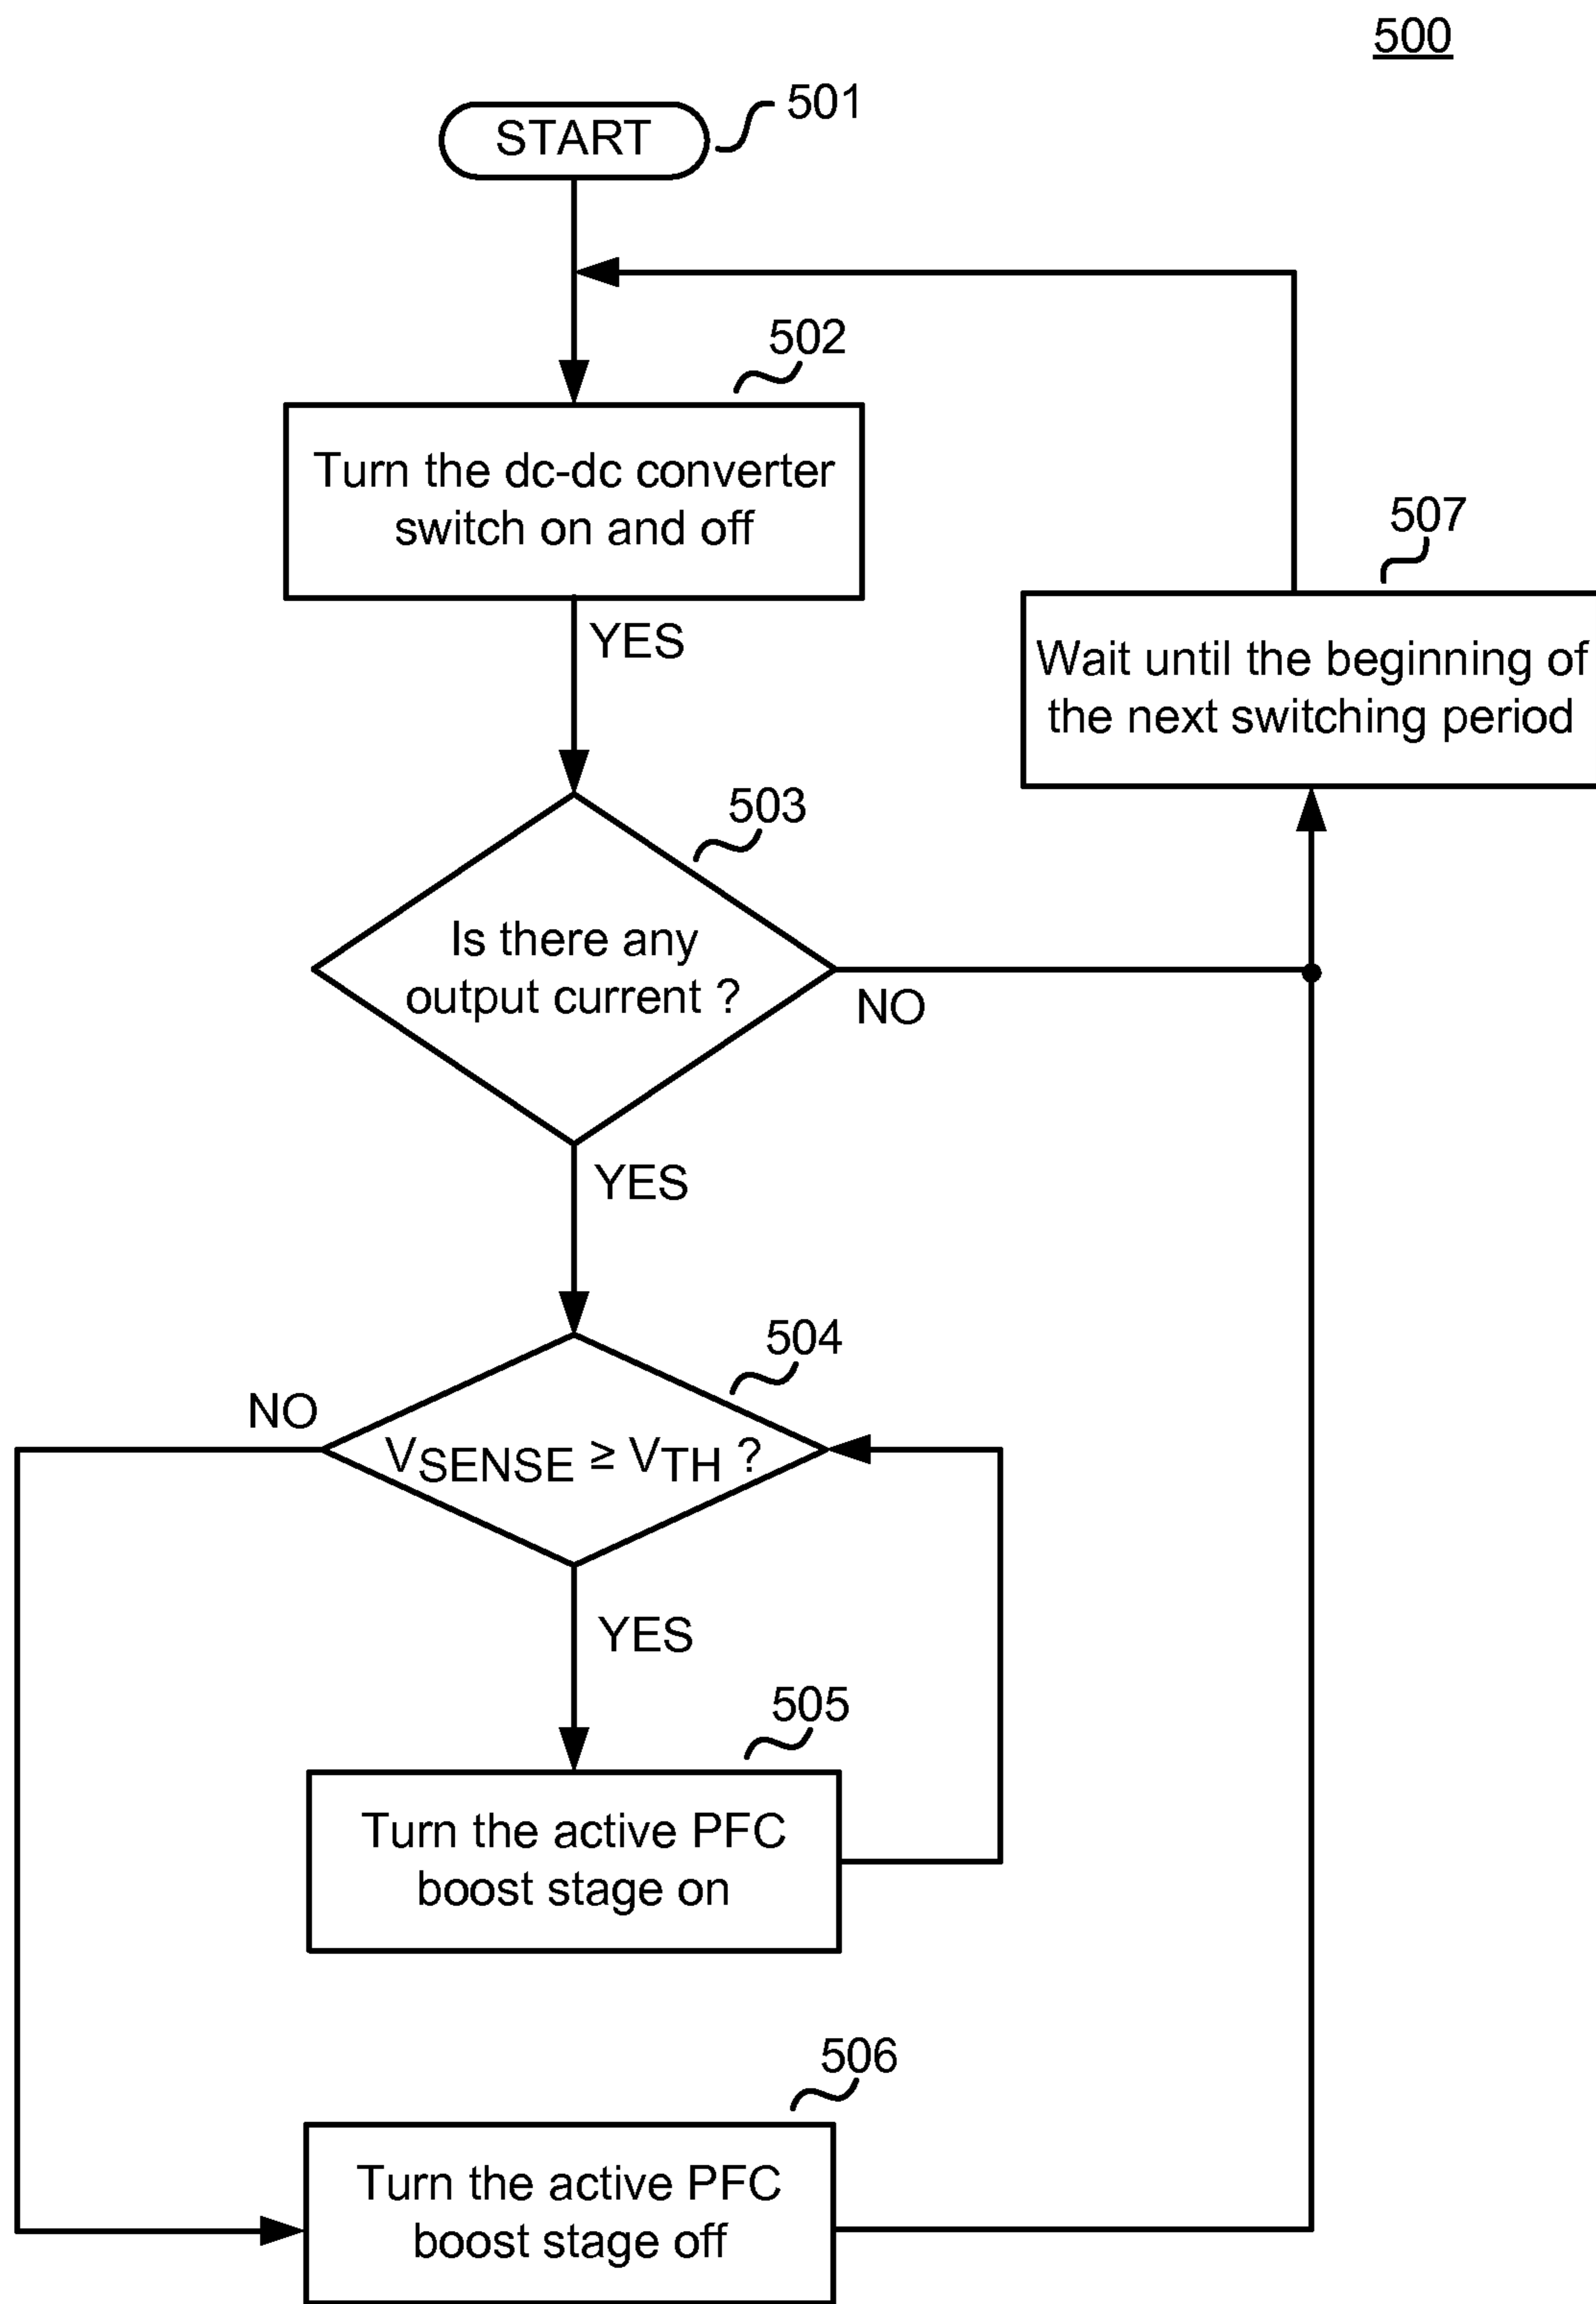 500
START
501
502
Turn the dc-dc converter
switch on and off
YES
507
Wait until the beginning of
the next switching period
503
Is there any
output current ?
NO
YES
504
NO
VSENSE ≥ VTH ?
YES
505
Turn the active PFC
boost stage on
506
Turn the active PFC
boost stage off